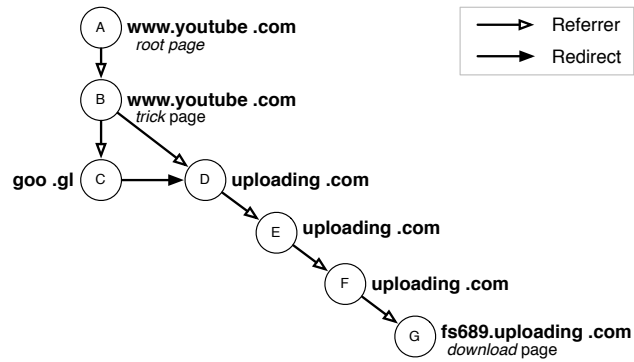 A www.youtube .com
root page
Referrer
Redirect
B www.youtube .com
trick page
goo .gl C D uploading .com
E uploading .com
F uploading .com
G fs689.uploading .com
download page